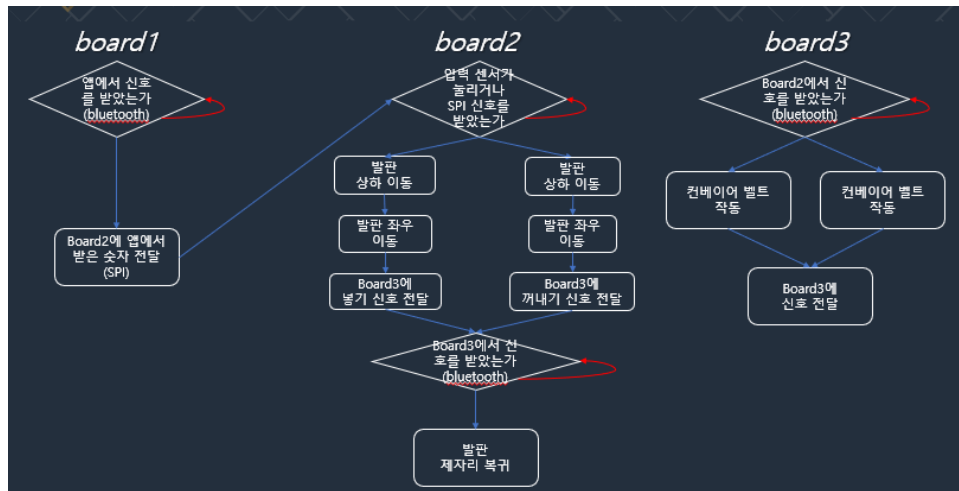 board1
앱에서 신호
를 받았는가
(bluetooth)
Board2에 앱에서
받은 숫자 전달
(SPI)
board2
압력 센서가
눌리거나
SPI 신호를
받았는가
발판
상하 이동
발판 좌우
이동
Board3에
넣기 신호 전달
발판
상하 이동
발판 좌우
이동
Board3에
꺼내기 신호 전달
Board3에서 신
호를 받았는가
(bluetooth)
발판
제자리 복귀
board3
Board2에서 신
호를 받았는가
(bluetooth)
컨베이어 벨트
작동
컨베이어 벨트
작동
Board3에
신호 전달